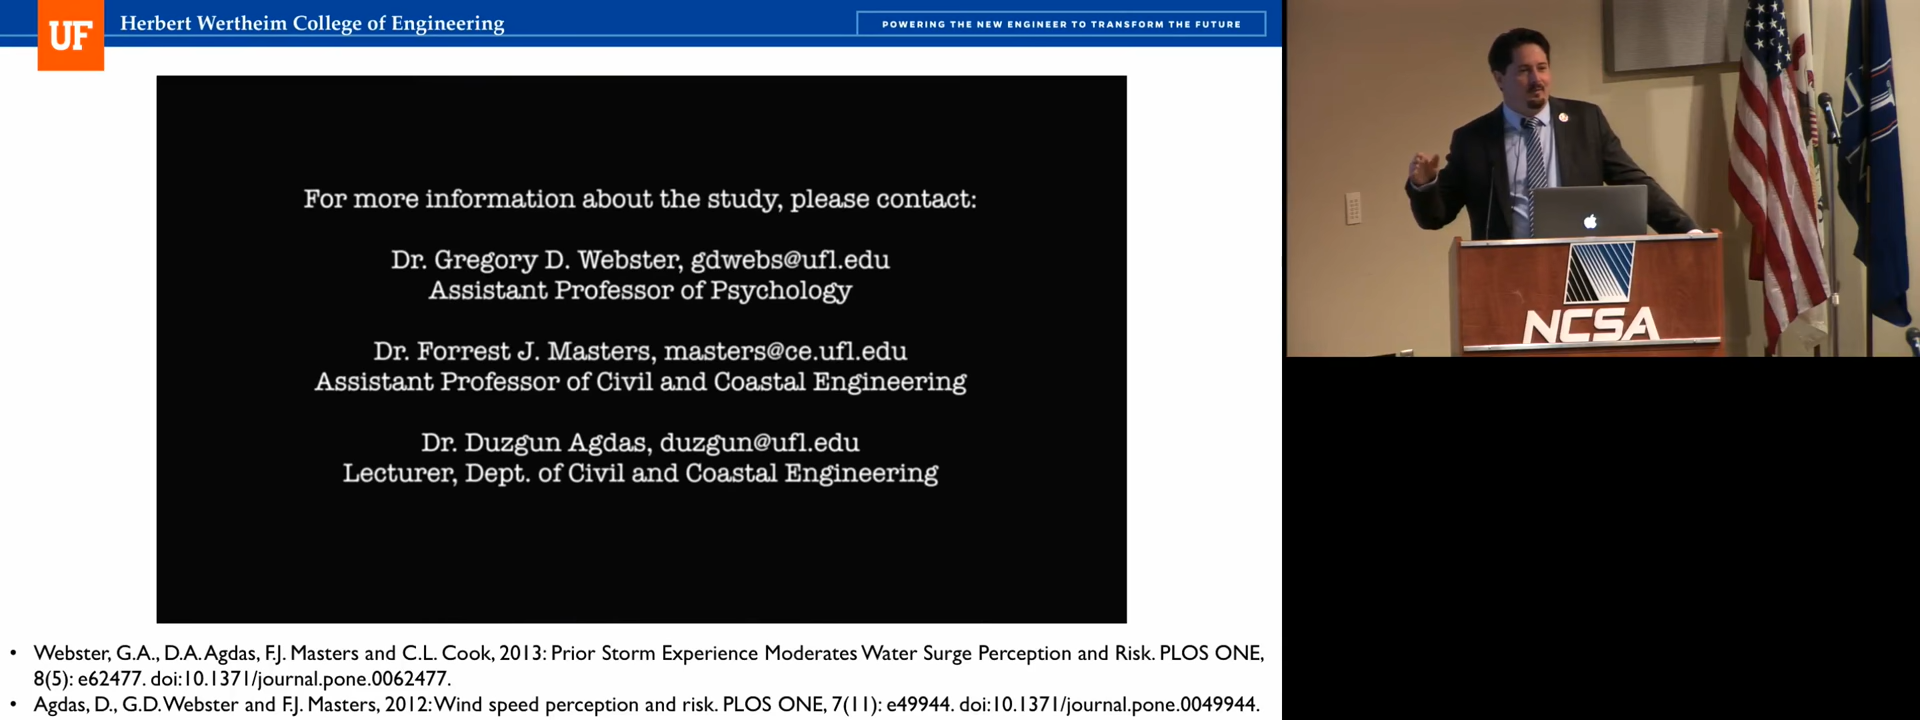 UF
Herbert Wertheim College of Engineering
POWERING THE NEW ENGINEER TO TRANSFORM THE FUTURE
For more information about the study, please contact:
Dr. Gregory D. Webster, gdwebs@ufl.edu
Assistant Professor of Psychology
Dr. Forrest J. Masters, masters@ce.ufl.edu
Assistant Professor of Civil and Coastal Engineering
Dr. Duzgun Agdas, duzgun@ufl.edu
Lecturer, Dept. of Civil and Coastal Engineering
• Webster, G.A., D.A. Agdas, F.J. Masters and C.L. Cook, 2013: Prior Storm Experience Moderates Water Surge Perception and Risk. PLOS ONE,
8(5): e62477. doi:10.1371/journal.pone.0062477.
• Agdas, D., G.D. Webster and F.J. Masters, 2012: Wind speed perception and risk. PLOS ONE, 7(11): e49944. doi:10.1371/journal.pone.0049944.
NCSA